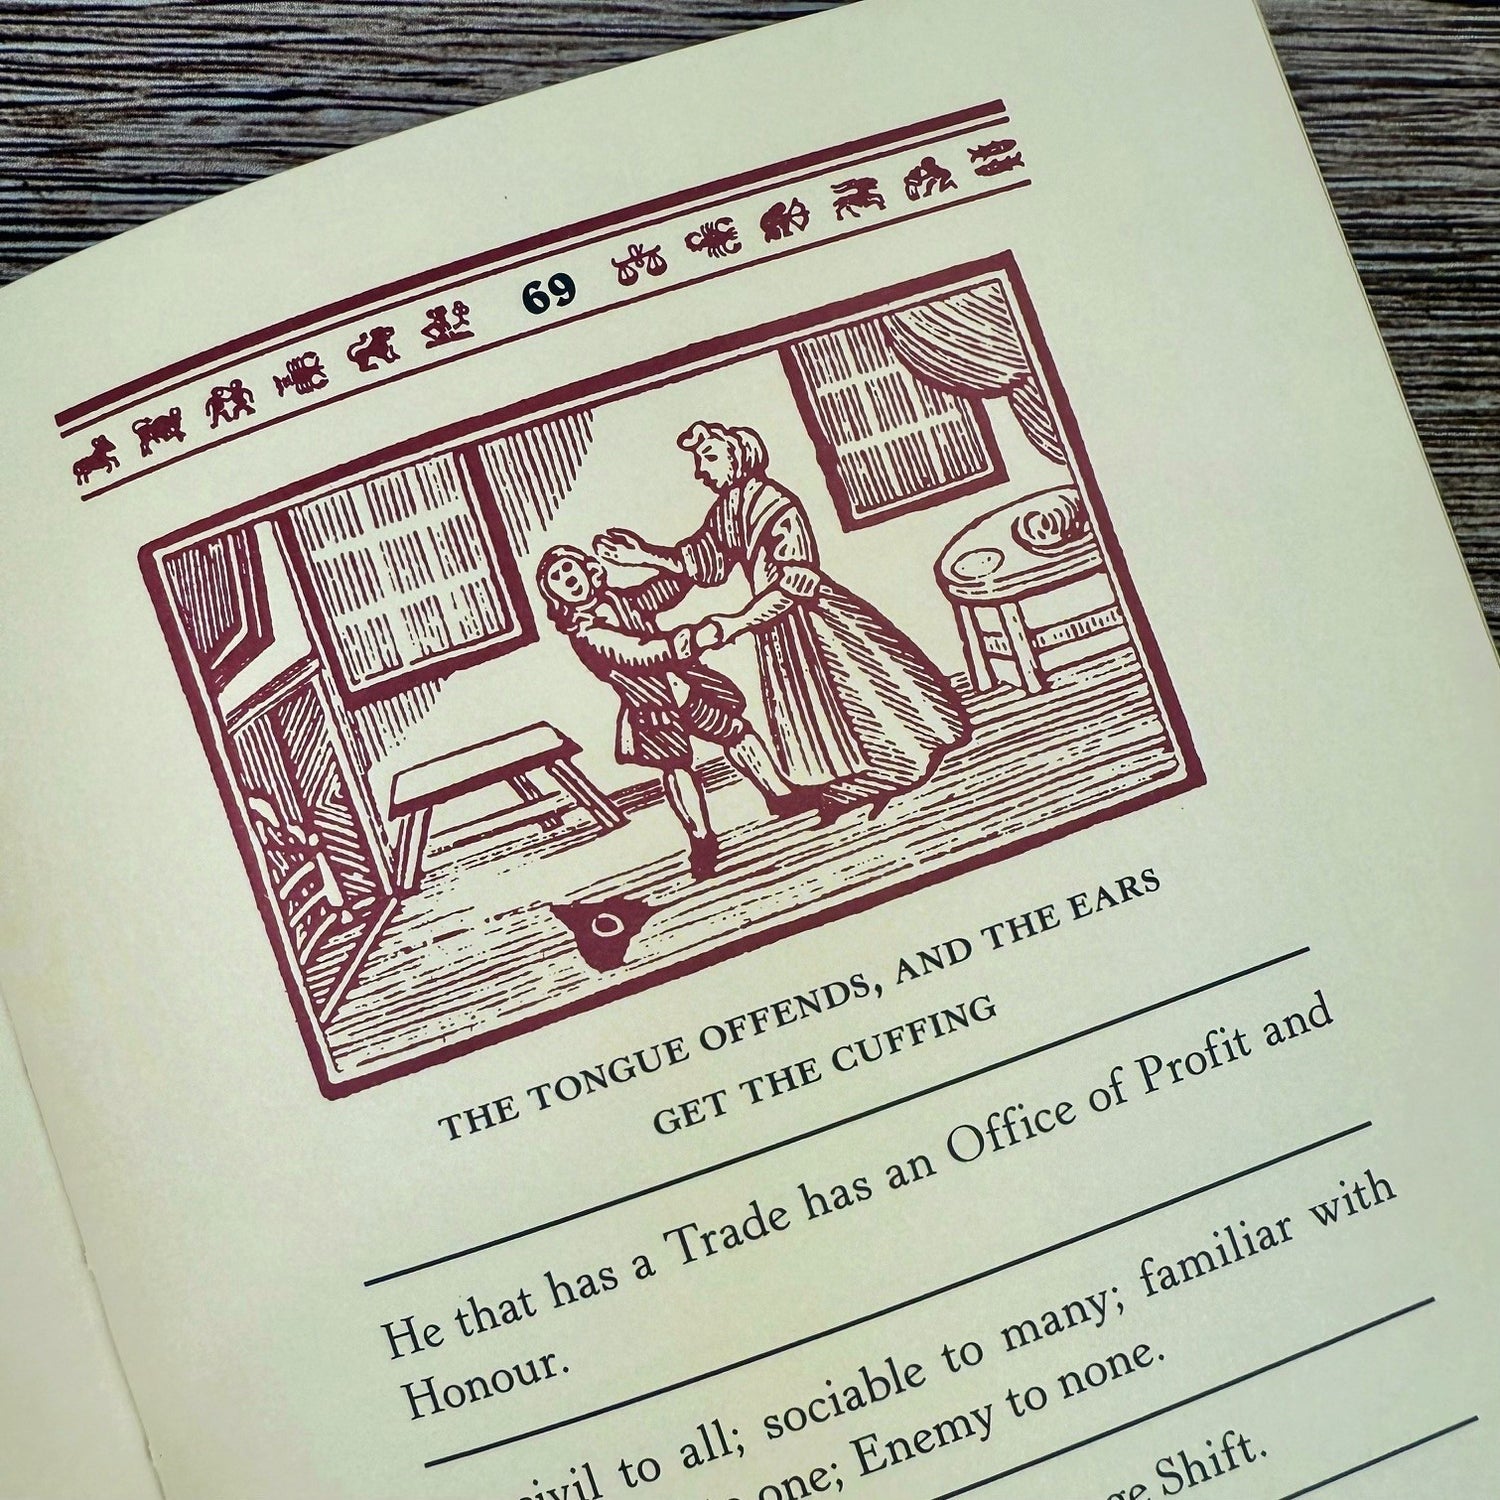 69
THE TONGUE OFFENDS, AND THE EARS
GET THE CUFFING
He that has a Trade has an Office of Profit and
Honour.
civil to all; sociable to many; familiar with
one; Enemy to none.
Shift.